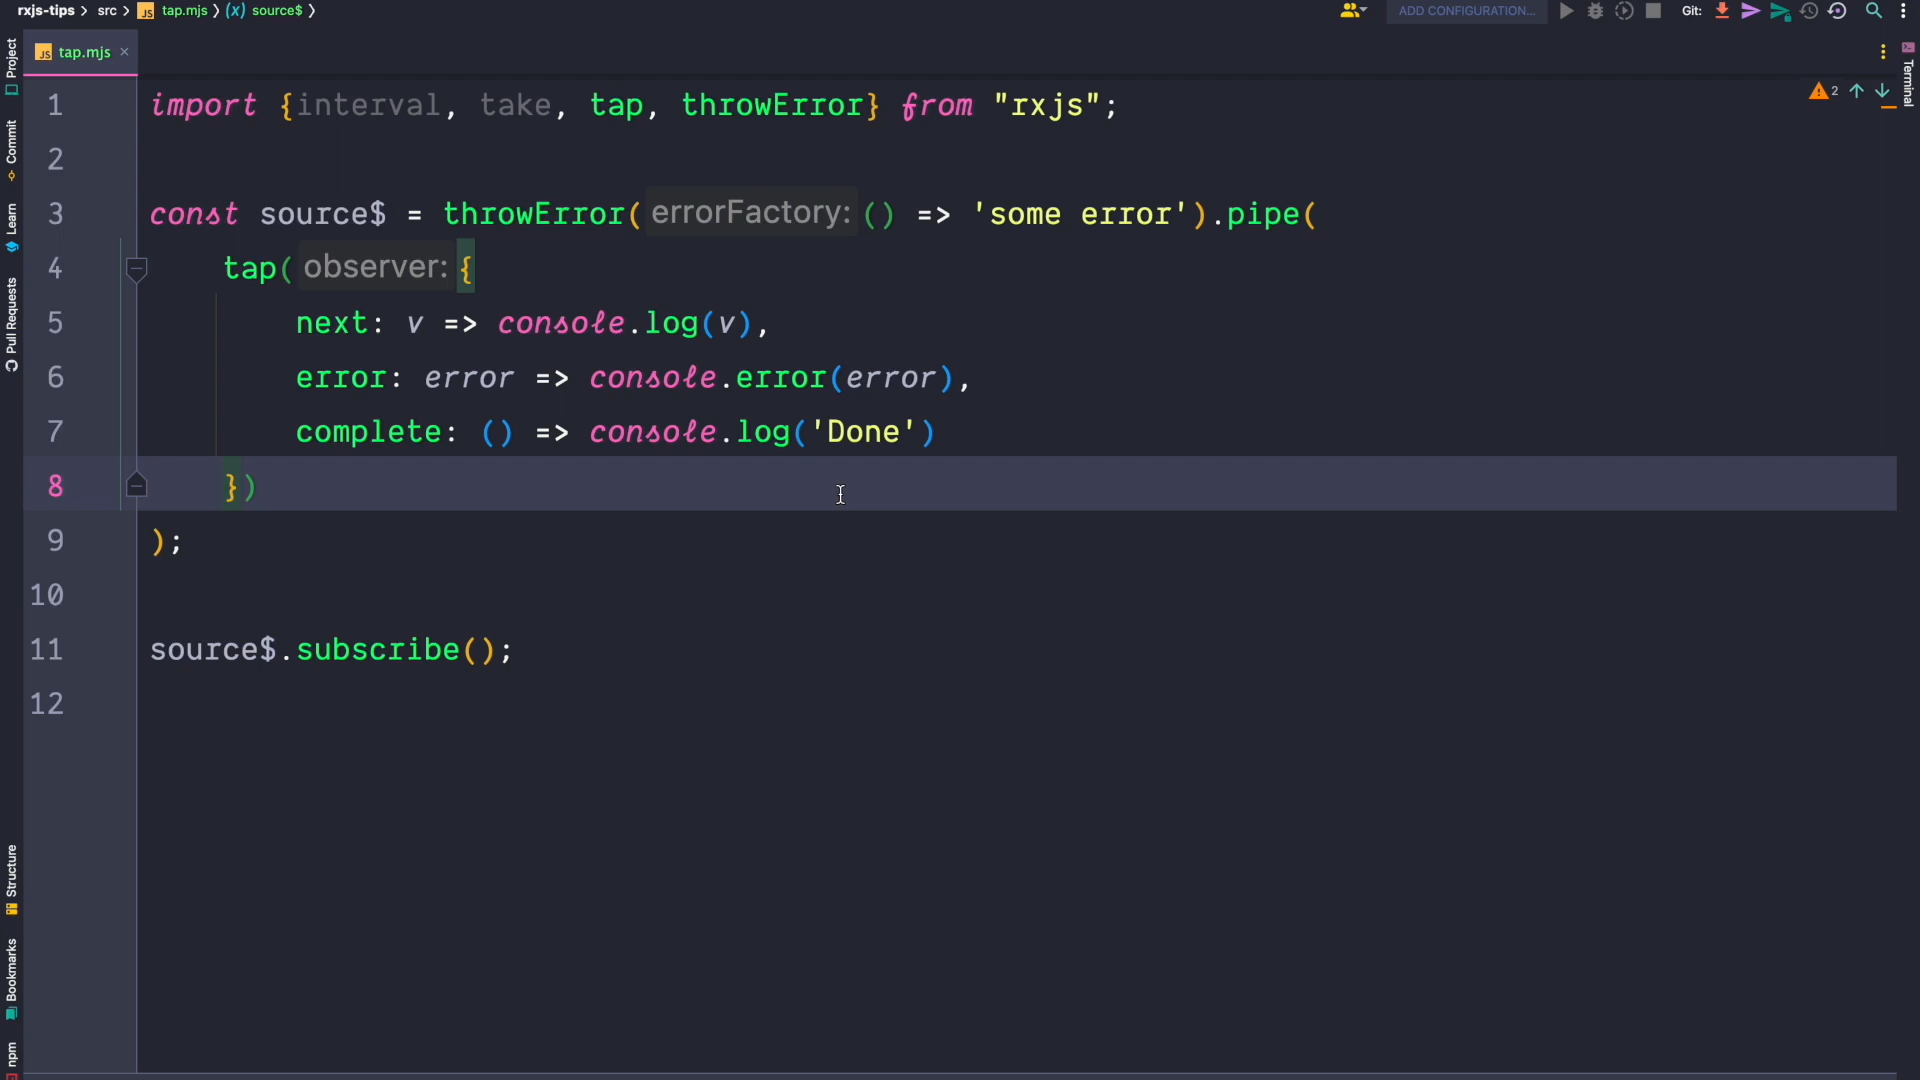 rxjs-tips > src > JS tap.mjs > (x) source$ >
ADD CONFIGURATION... Git:
Project
Commit
Learn
Pull Requests
Structure
Bookmarks
npm
JS tap.mjs ×
Terminal
2
1 import {interval, take, tap, throwError} from "rxjs";
2
3 const source$ = throwError( errorFactory: () => 'some error').pipe(
4 tap( observer: {
5 next: v => console.log(v),
6 error: error => console.error(error),
7 complete: () => console.log('Done')
8 })
9 );
10
11 source$.subscribe();
12